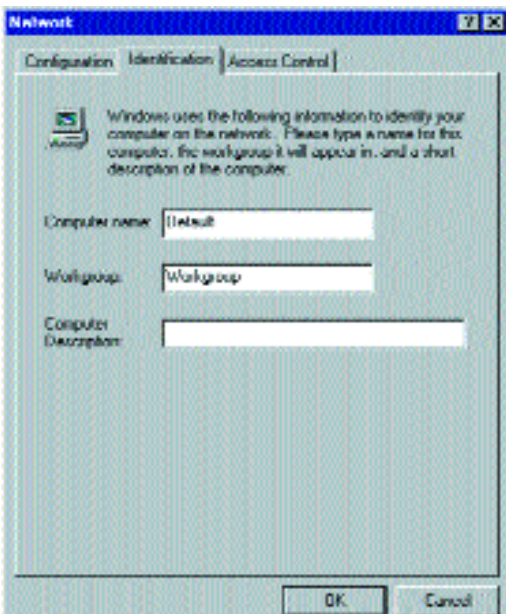 Network
Configuration Identification Access Control
Windows uses the following information to identify your
computer on the network. Please type a name for this
computer, the workgroup it will appear in, and a short
description of the computer.
Computer name: Default
Workgroup: Workgroup
Computer
Description:
OK Cancel